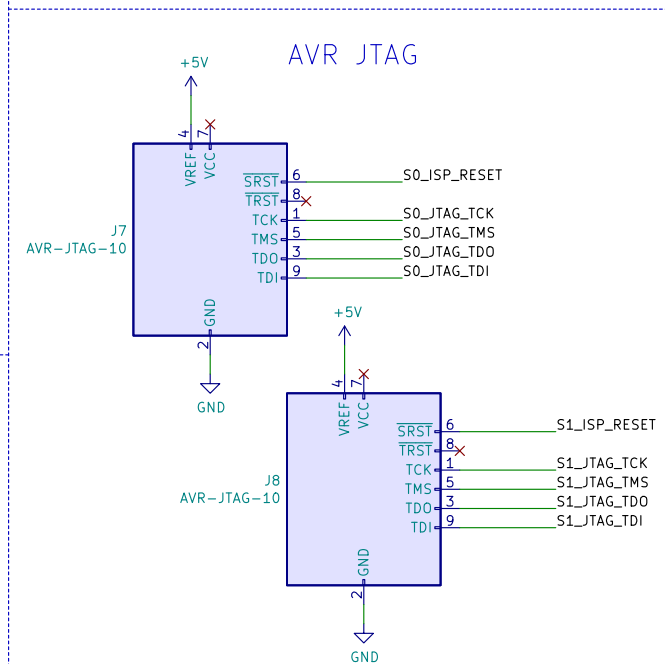 AVR JTAG
+5V
4
7
VREF
VCC
SRST 6 S0_ISP_RESET
TRST 8
TCK 1 S0_JTAG_TCK
TMS 5 S0_JTAG_TMS
TDO 3 S0_JTAG_TDO
TDI 9 S0_JTAG_TDI
J7
AVR-JTAG-10
GND
2
GND
+5V
4
7
VREF
VCC
SRST 6 S1_ISP_RESET
TRST 8
TCK 1 S1_JTAG_TCK
TMS 5 S1_JTAG_TMS
TDO 3 S1_JTAG_TDO
TDI 9 S1_JTAG_TDI
J8
AVR-JTAG-10
GND
2
GND